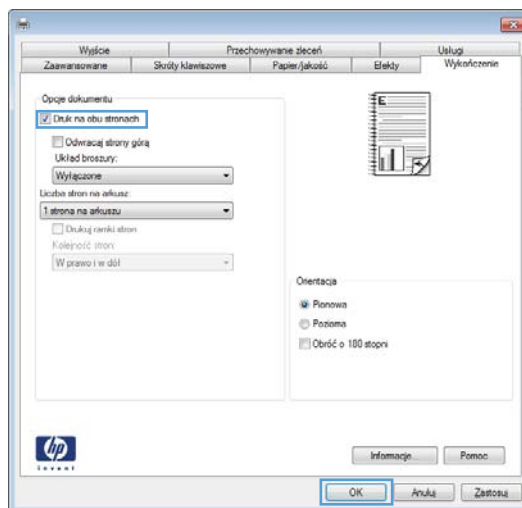 Wyjście Przechowywanie zleceń Usługi
Zaawansowane Skróty klawiszowe Papier/jakość Efekty Wykończenie
Opcje dokumentu
Druk na obu stronach
Odwracaj strony górą
Układ broszury:
Wyłączone
Liczba stron na arkusz:
1 strona na arkuszu
Drukuj ramki stron
Kolejność stron:
W prawo i w dół
E
Orientacja
Pionowa
Pozioma
Obróć o 180 stopni
hp
invent
Informacje... Pomoc
OK Anuluj Zastosuj